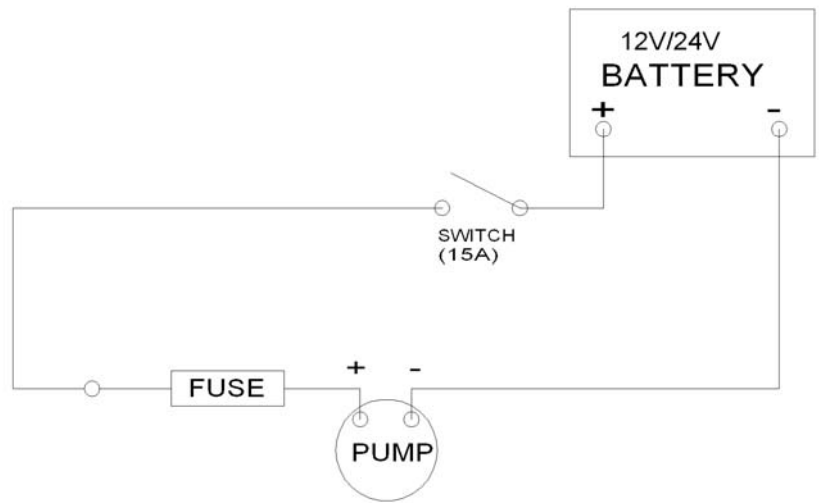 12V/24V
BATTERY
+ -
SWITCH
(15A)
+ -
FUSE
PUMP